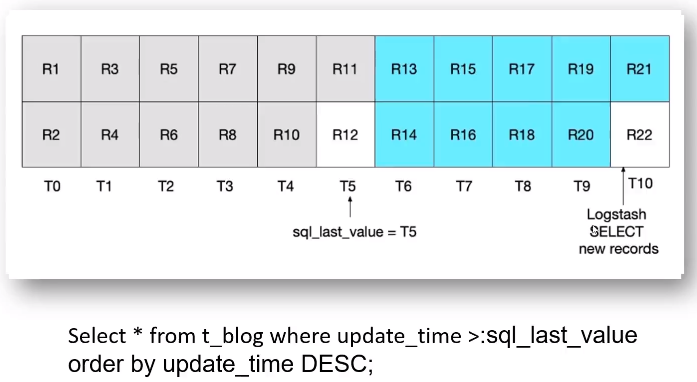 R1 R3 R5 R7 R9 R11 R13 R15 R17 R19 R21
R2 R4 R6 R8 R10 R12 R14 R16 R18 R20 R22
T0 T1 T2 T3 T4 T5 T6 T7 T8 T9 T10
sql_last_value = T5
Logstash
SELECT
new records
Select * from t_blog where update_time >:sql_last_value
order by update_time DESC;